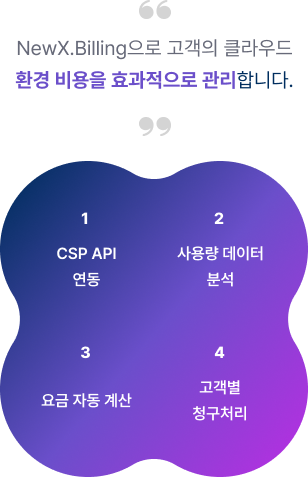 “
NewX.Billing으로 고객의 클라우드
환경 비용을 효과적으로 관리합니다.
”
1
CSP API
연동
2
사용량 데이터
분석
3
요금 자동 계산
4
고객별
청구처리